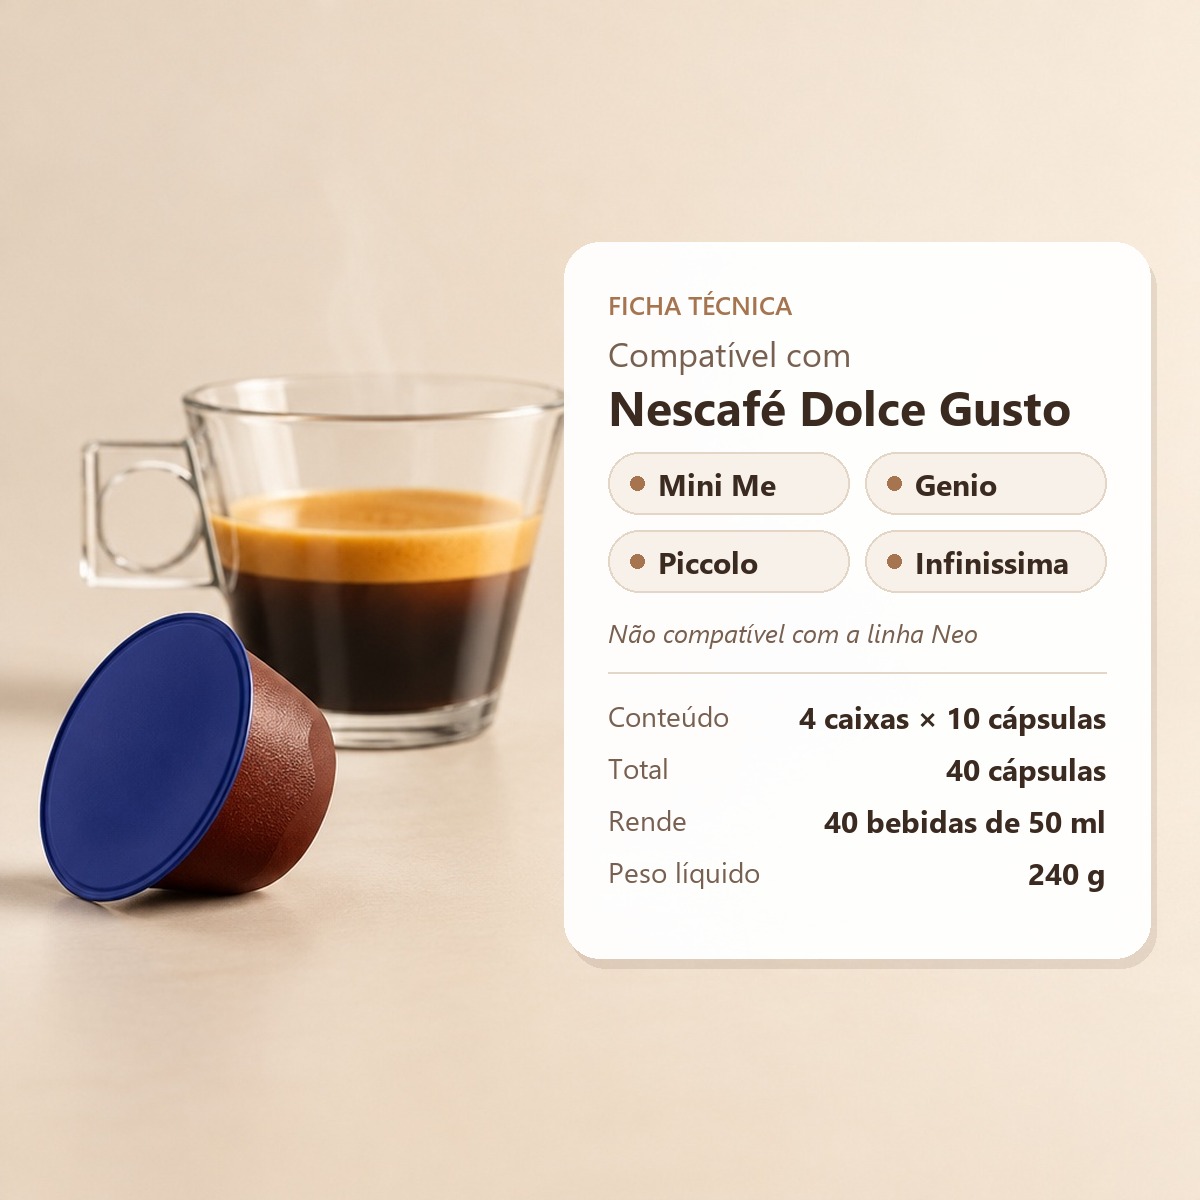 FICHA TÉCNICA
Compatível com
Nescafé Dolce Gusto
Mini Me
Genio
Piccolo
Infinissima
Não compatível com a linha Neo
Conteúdo 4 caixas × 10 cápsulas
Total 40 cápsulas
Rende 40 bebidas de 50 ml
Peso líquido 240 g